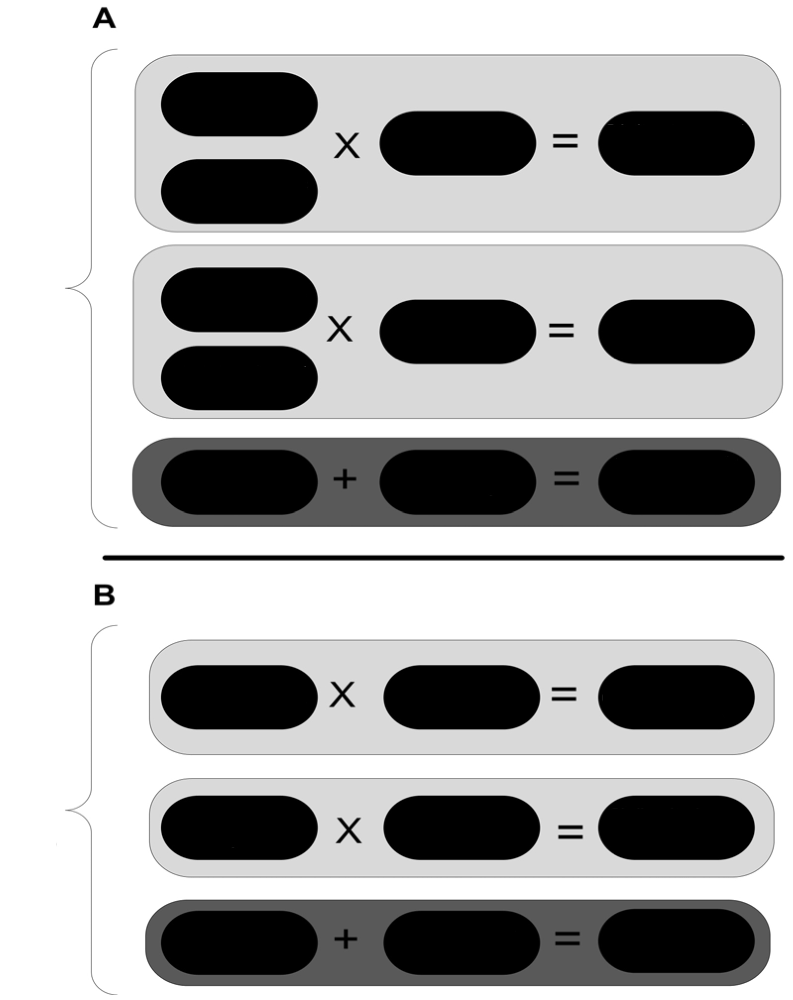 A
X =
X =
+ =
B
X =
X =
+ =